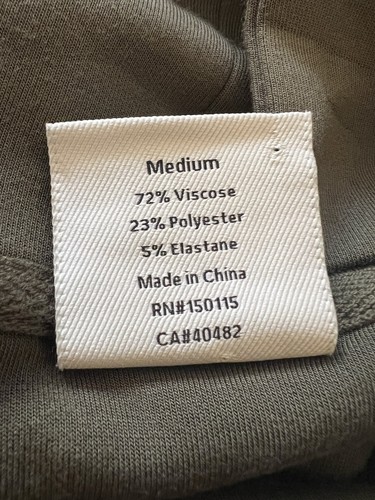 Medium
72% Viscose
23% Polyester
5% Elastane
Made in China
RN#150115
CA#40482